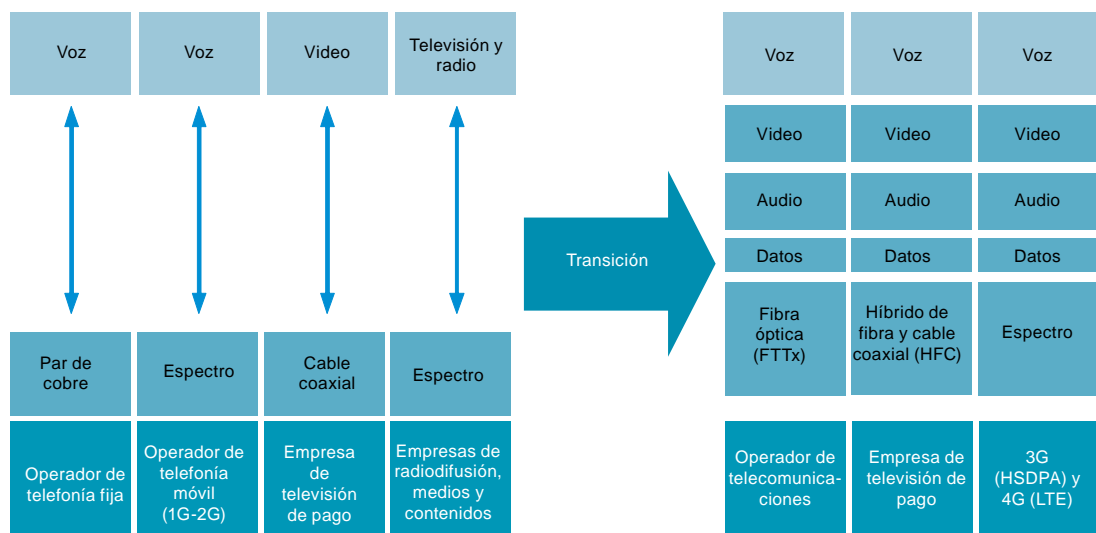 Voz
Voz
Video
Televisión y
radio
Par de
cobre
Espectro
Cable
coaxial
Espectro
Operador de
telefonía fija
Operador de
telefonía
móvil
(1G-2G)
Empresa
de
televisión
de pago
Empresas de
radiodifusión,
medios y
contenidos
Transición
Voz
Voz
Voz
Video
Video
Video
Audio
Audio
Audio
Datos
Datos
Datos
Fibra
óptica
(FTTx)
Híbrido de
fibra y cable
coaxial (HFC)
Espectro
Operador de
telecomunica-
ciones
Empresa de
televisión de
pago
3G
(HSDPA) y
4G (LTE)